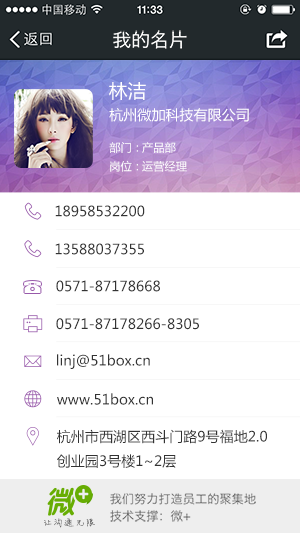 中国移动
11:33
返回
我的名片
林洁
杭州微加科技有限公司
部门：产品部
岗位：运营经理
18958532200
13588037355
0571-87178668
0571-87178266-8305
linj@51box.cn
www.51box.cn
杭州市西湖区西斗门路9号福地2.0
创业园3号楼1~2层
微+
让沟通无限
我们努力打造员工的聚集地
技术支撑：微+